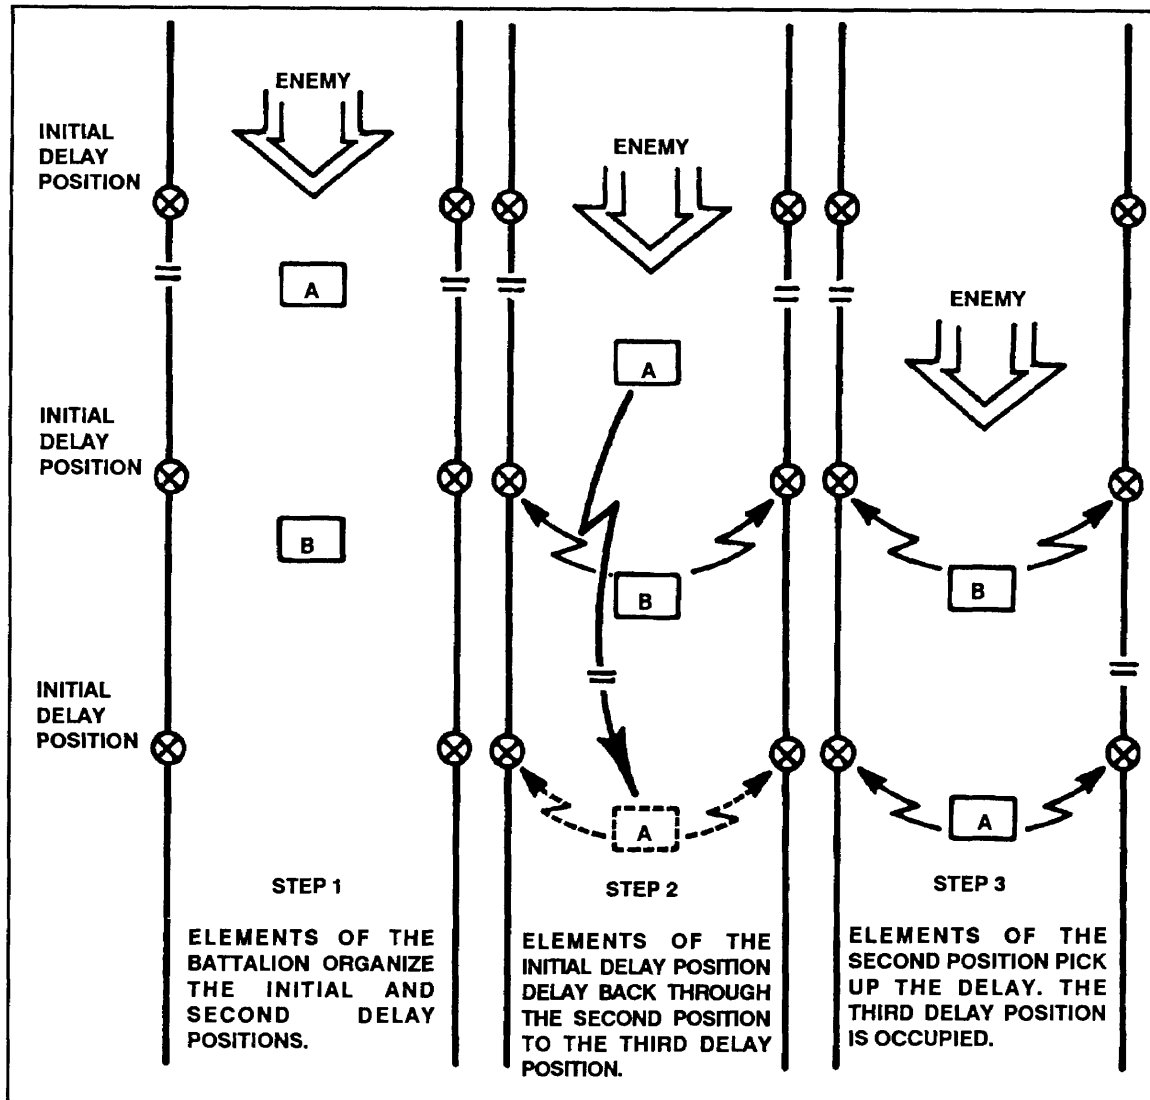 ENEMY
INITIAL
DELAY
POSITION
A
INITIAL
DELAY
POSITION
B
INITIAL
DELAY
POSITION
STEP 1
ELEMENTS OF THE
BATTALION ORGANIZE
THE INITIAL AND
SECOND DELAY
POSITIONS.
ENEMY
A
B
A
STEP 2
ELEMENTS OF THE
INITIAL DELAY POSITION
DELAY BACK THROUGH
THE SECOND POSITION
TO THE THIRD DELAY
POSITION.
ENEMY
B
A
STEP 3
ELEMENTS OF THE
SECOND POSITION PICK
UP THE DELAY. THE
THIRD DELAY POSITION
IS OCCUPIED.